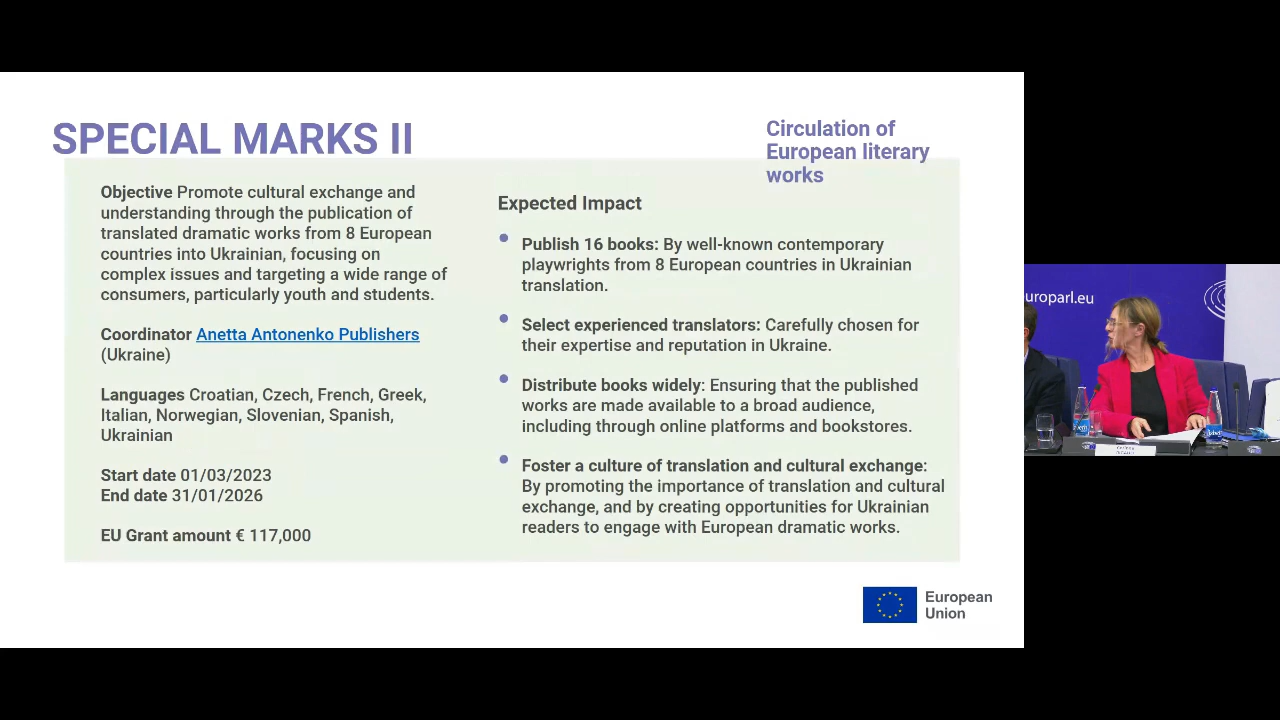 SPECIAL MARKS II
Circulation of
European literary
works
Objective Promote cultural exchange and
understanding through the publication of
translated dramatic works from 8 European
countries into Ukrainian, focusing on
complex issues and targeting a wide range of
consumers, particularly youth and students.
Coordinator Anetta Antonenko Publishers
(Ukraine)
Languages Croatian, Czech, French, Greek,
Italian, Norwegian, Slovenian, Spanish,
Ukrainian
Start date 01/03/2023
End date 31/01/2026
EU Grant amount € 117,000
Expected Impact
Publish 16 books: By well-known contemporary
playwrights from 8 European countries in Ukrainian
translation.
Select experienced translators: Carefully chosen for
their expertise and reputation in Ukraine.
Distribute books widely: Ensuring that the published
works are made available to a broad audience,
including through online platforms and bookstores.
Foster a culture of translation and cultural exchange:
By promoting the importance of translation and cultural
exchange, and by creating opportunities for Ukrainian
readers to engage with European dramatic works.
European
Union
uroparl.eu